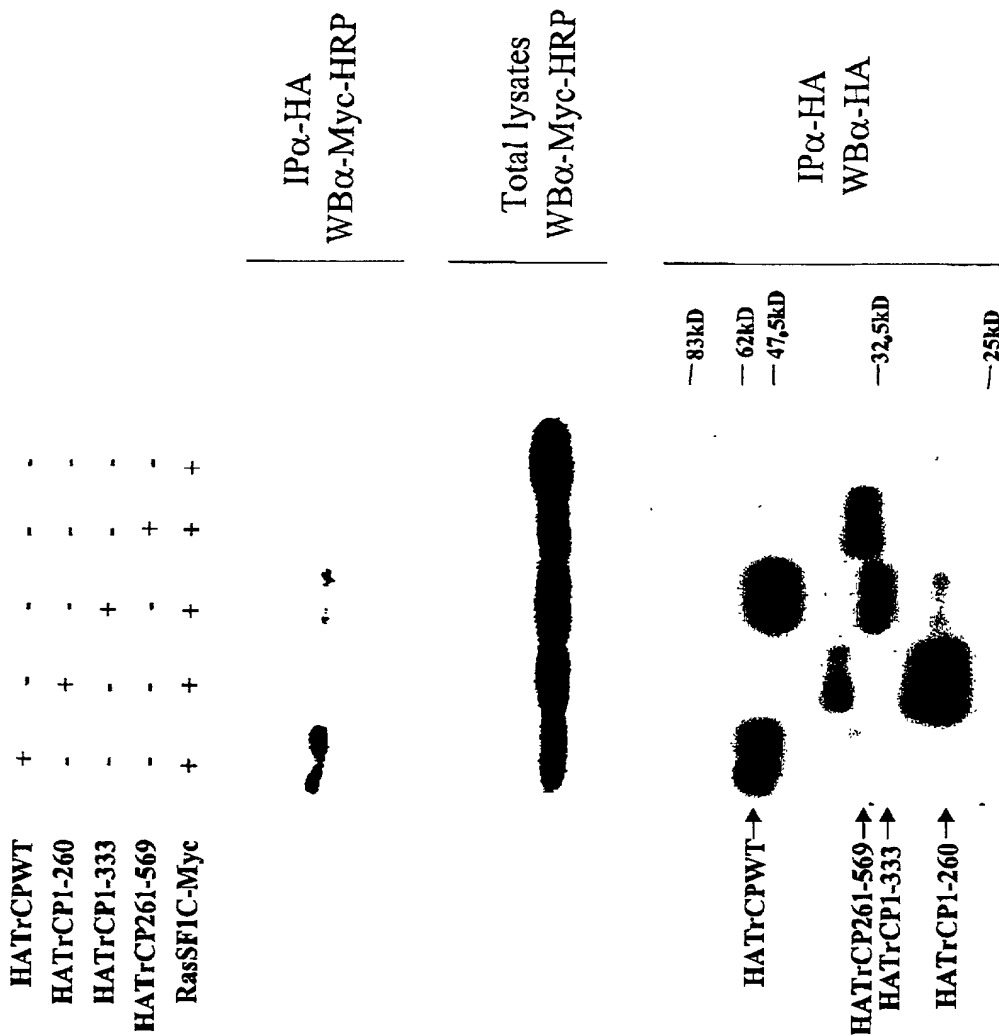 HATrCPWT + - - - -
HATrCP1-260 - + - - -
HATrCP1-333 - - + - -
HATrCP261-569 - - - + -
RasSF1C-Myc + + + + +
IPα-HA
WBα-Myc-HRP
Total lysates
WBα-Myc-HRP
—83kD
HATrCPWT→
—62kD
—47,5kD
IPα-HA
WBα-HA
HATrCP261-569→
—32,5kD
HATrCP1-333→
HATrCP1-260→
—25kD